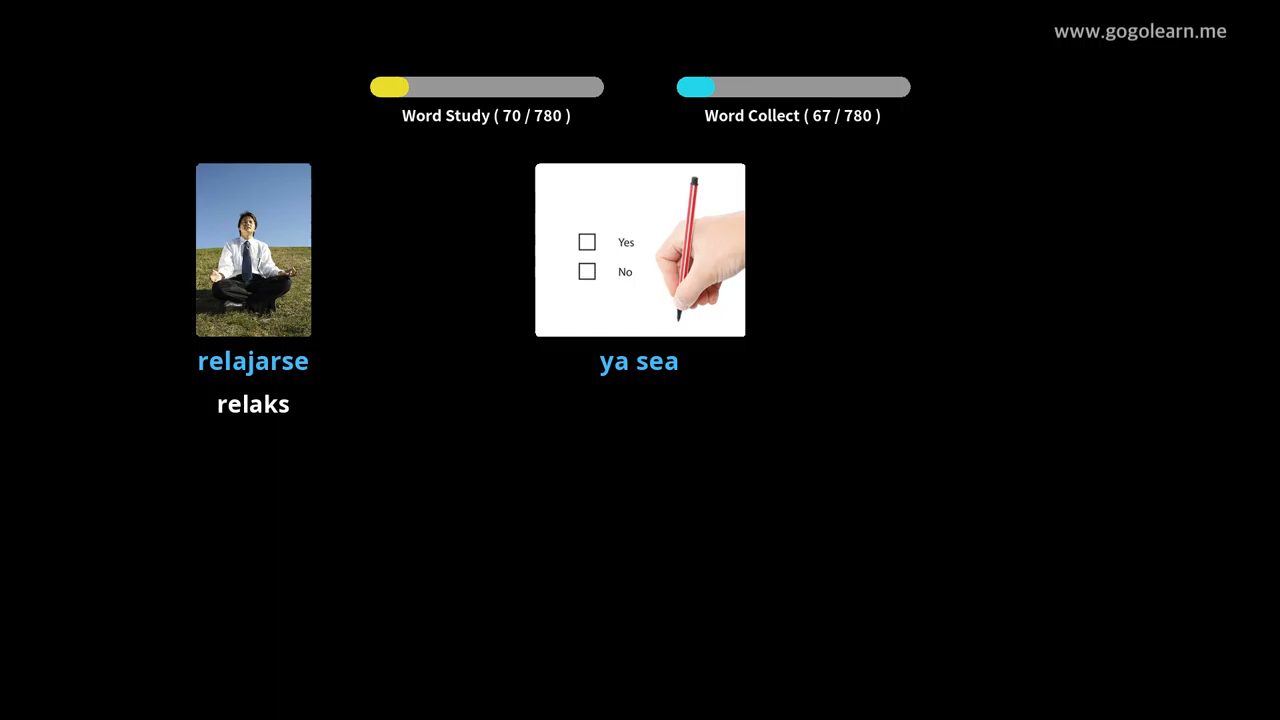 www.gogolearn.me
Word Study ( 70 / 780 )
Word Collect ( 67 / 780 )
Yes
No
relajarse
ya sea
relaks